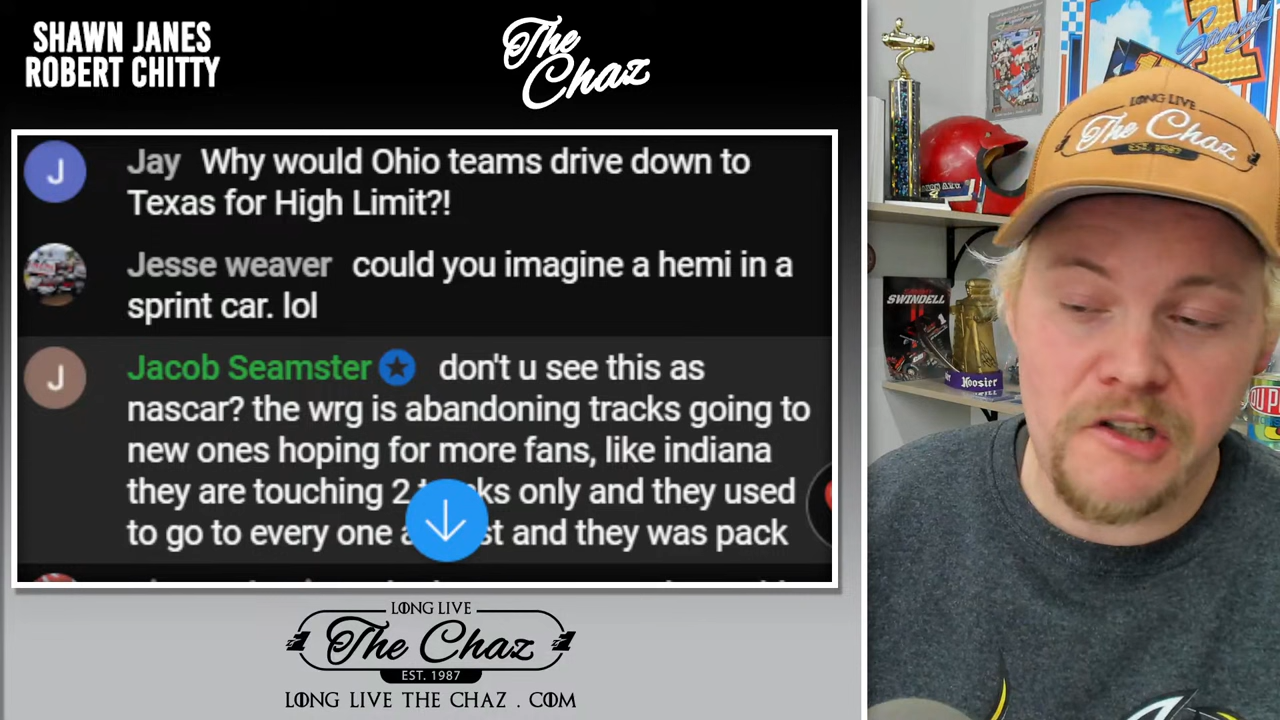 SHAWN JANES
ROBERT CHITTY
The
Chaz
J
Jay Why would Ohio teams drive down to
Texas for High Limit?!
Jesse weaver could you imagine a hemi in a
sprint car. lol
J
Jacob Seamster don't u see this as
nascar? the wrg is abandoning tracks going to
new ones hoping for more fans, like indiana
they are touching 2 only and they used
to go to every one and they was pack
LONG LIVE
The Chaz
EST. 1987
LONG LIVE THE CHAZ . COM
Sammy
1
LONG LIVE
The Chaz
EST. 1987
SWINDELL
1
Hoosier